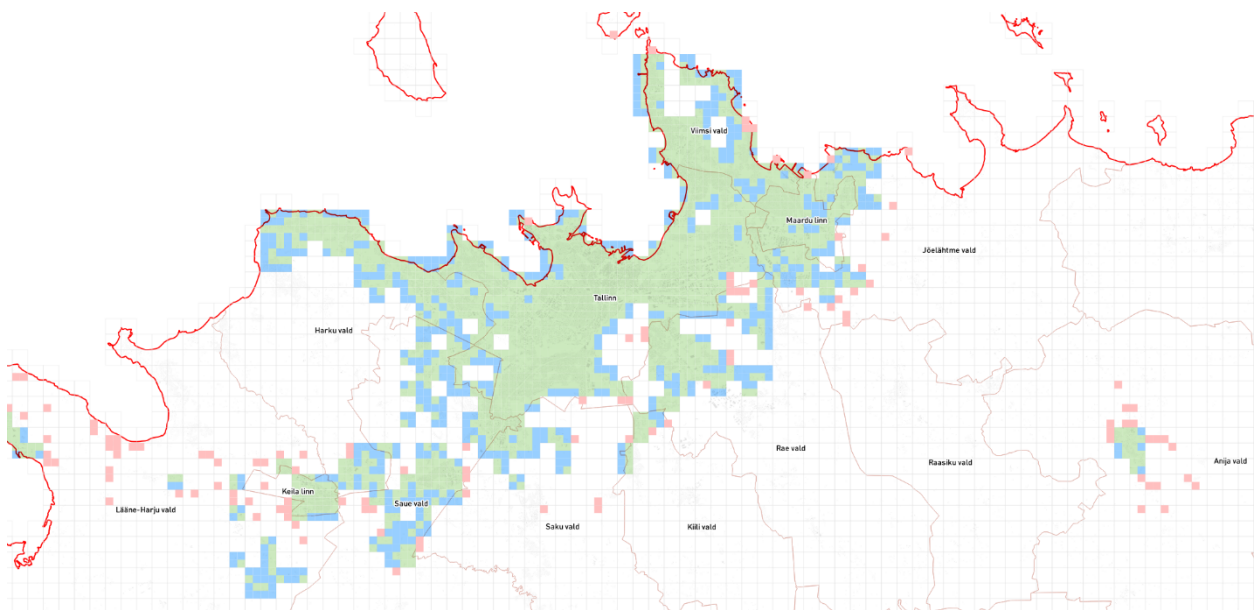 Viimsi vald
Maardu linn
Jõelähtme vald
Tallinn
Harku vald
Rae vald
Raasiku vald
Anija vald
Keila linn
Saue vald
Lääne-Harju vald
Saku vald
Kiili vald